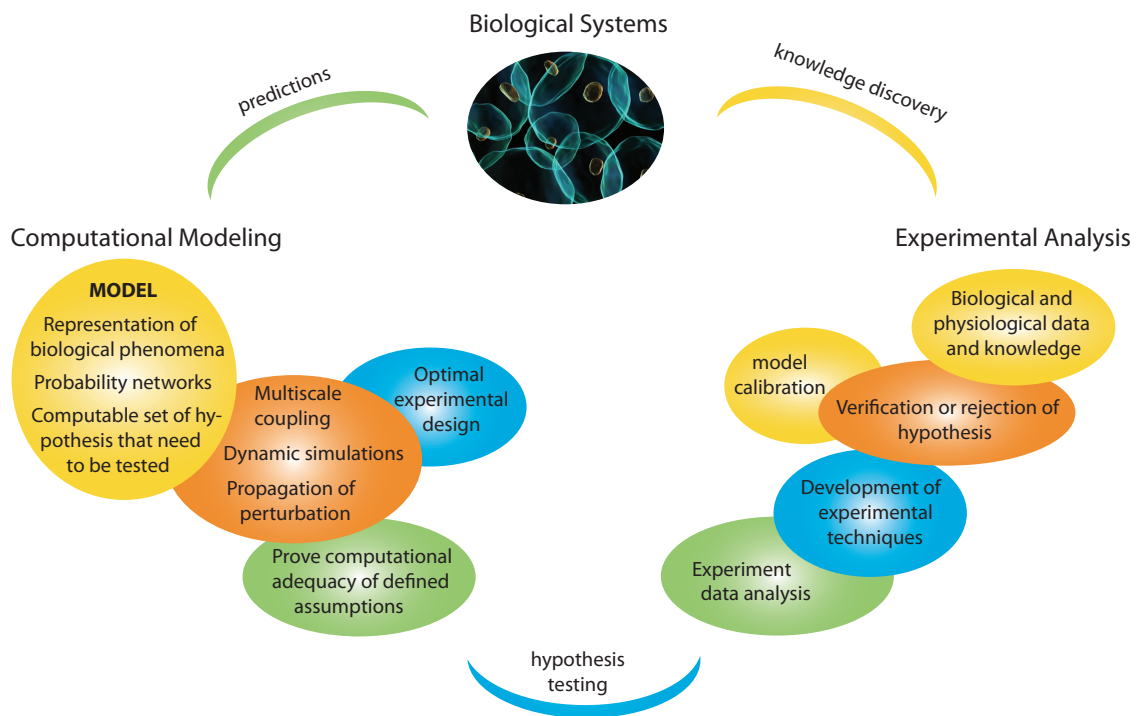 Biological Systems
predictions
knowledge discovery
Computational Modeling
MODEL
Representation of
biological phenomena
Probability networks
Computable set of hy-
pothesis that need
to be tested
Multiscale
coupling
Dynamic simulations
Propagation of
perturbation
Optimal
experimental
design
Prove computational
adequacy of defined
assumptions
hypothesis
testing
Experimental Analysis
Biological and
physiological data
and knowledge
model
calibration
Verification or rejection of
hypothesis
Development of
experimental
techniques
Experiment
data analysis